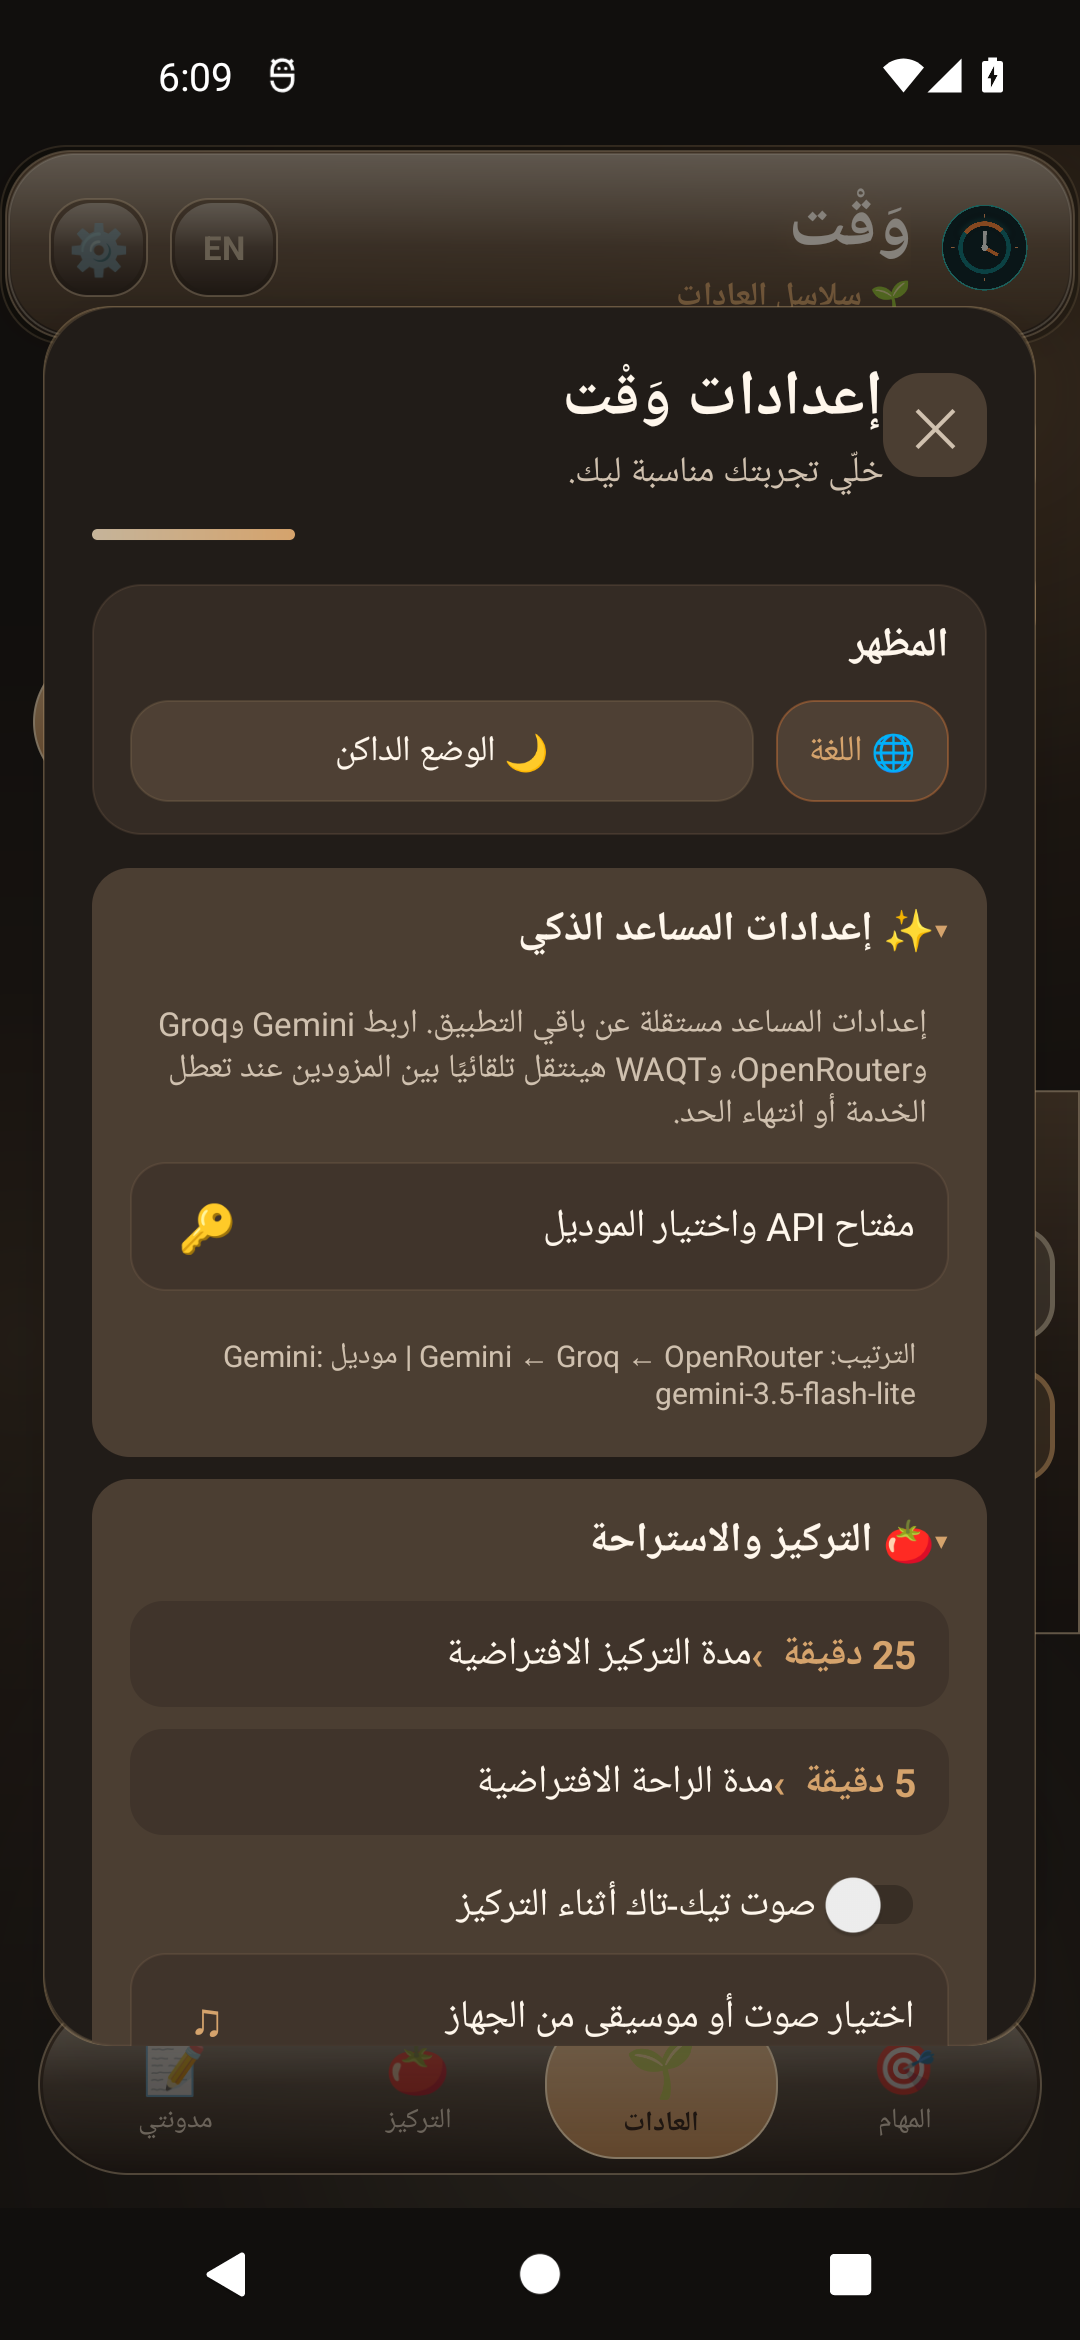 6:09
وَقْت
EN
🌱 سلاسل العادات
إعدادات وَقْت
خلّي تجربتك مناسبة ليك.
المظهر
🌐 اللغة
🌙 الوضع الداكن
✨ إعدادات المساعد الذكي
إعدادات المساعد مستقلة عن باقي التطبيق. اربط Gemini وGroq
وOpenRouter، وWAQT هينتقل تلقائيًا بين المزودين عند تعطل
الخدمة أو انتهاء الحد.
مفتاح API واختيار الموديل
الترتيب: Gemini ← Groq ← OpenRouter | موديل Gemini:
gemini-3.5-flash-lite
🍅 التركيز والاستراحة
25 دقيقة ‹ مدة التركيز الافتراضية
5 دقيقة ‹ مدة الراحة الافتراضية
صوت تيك-تاك أثناء التركيز
اختيار صوت أو موسيقى من الجهاز
المهام
العادات
التركيز
مدونتي